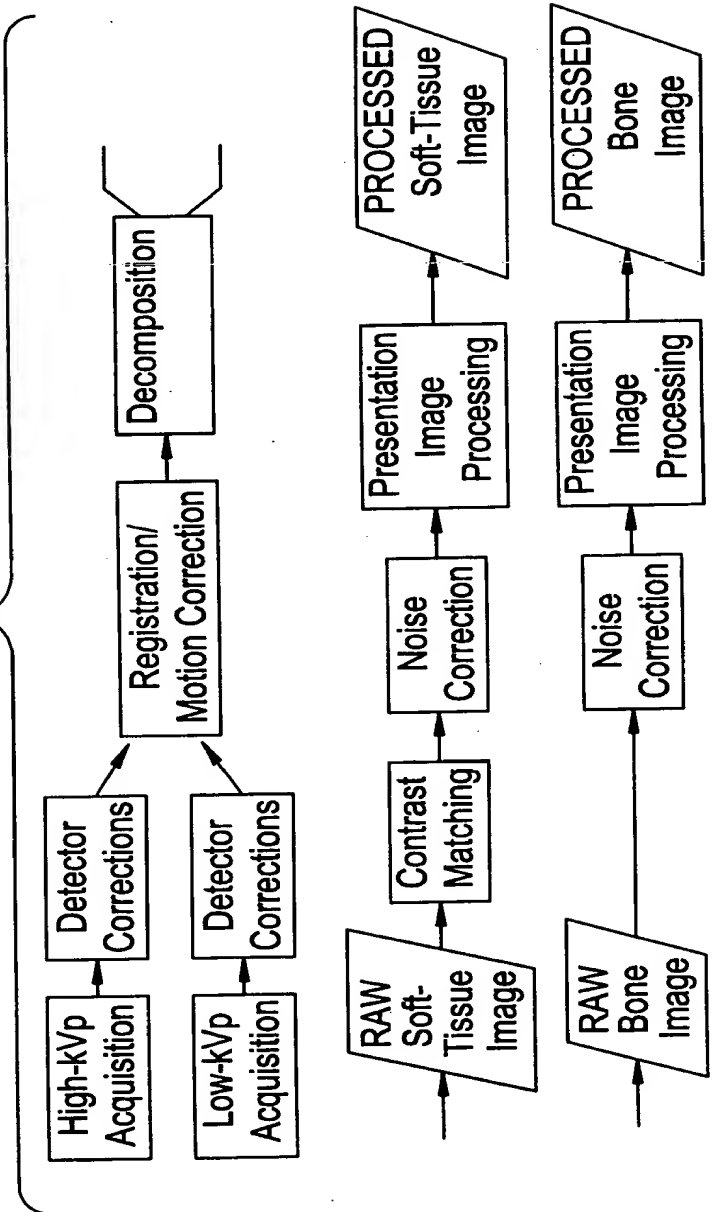 High-kVp
Acquisition
Detector
Corrections
Low-kVp
Acquisition
Detector
Corrections
Registration/
Motion Correction
Decomposition
RAW
Soft-
Tissue
Image
Contrast
Matching
Noise
Correction
Presentation
Image
Processing
PROCESSED
Soft-Tissue
Image
RAW
Bone
Image
Noise
Correction
Presentation
Image
Processing
PROCESSED
Bone
Image